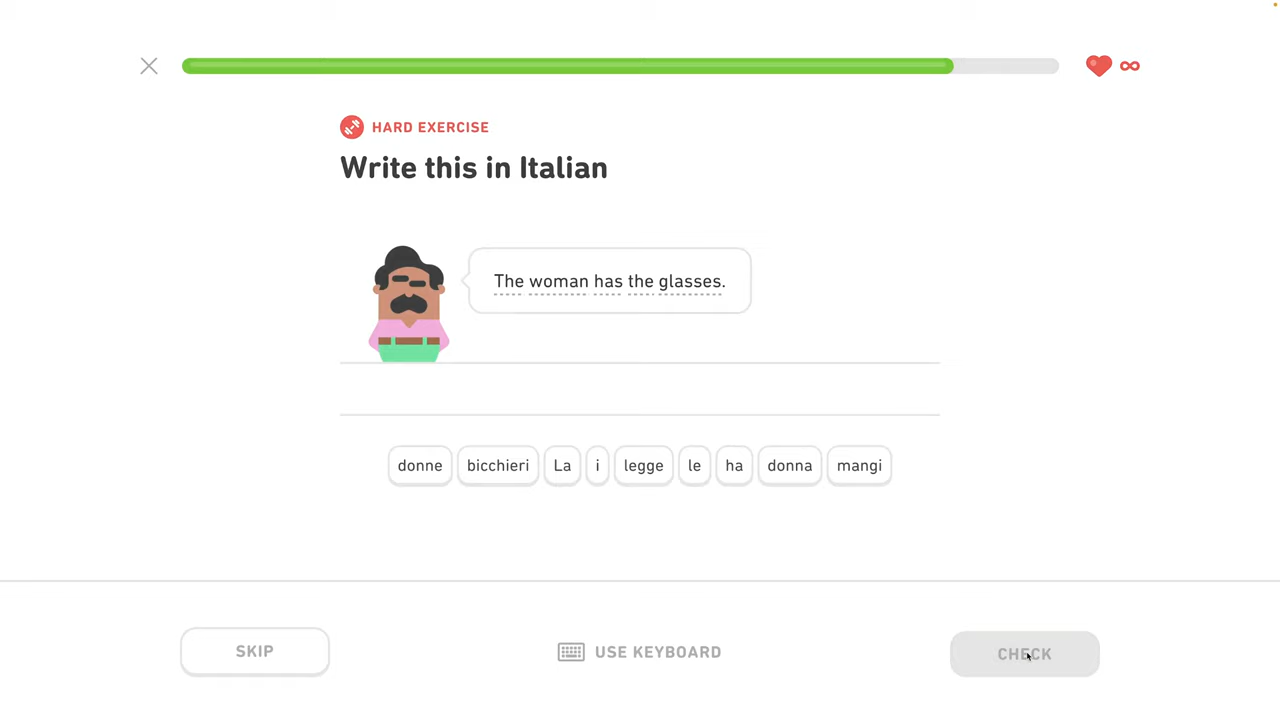 HARD EXERCISE
Write this in Italian
The woman has the glasses.
donne bicchieri La i legge le ha donna mangi
SKIP USE KEYBOARD CHECK